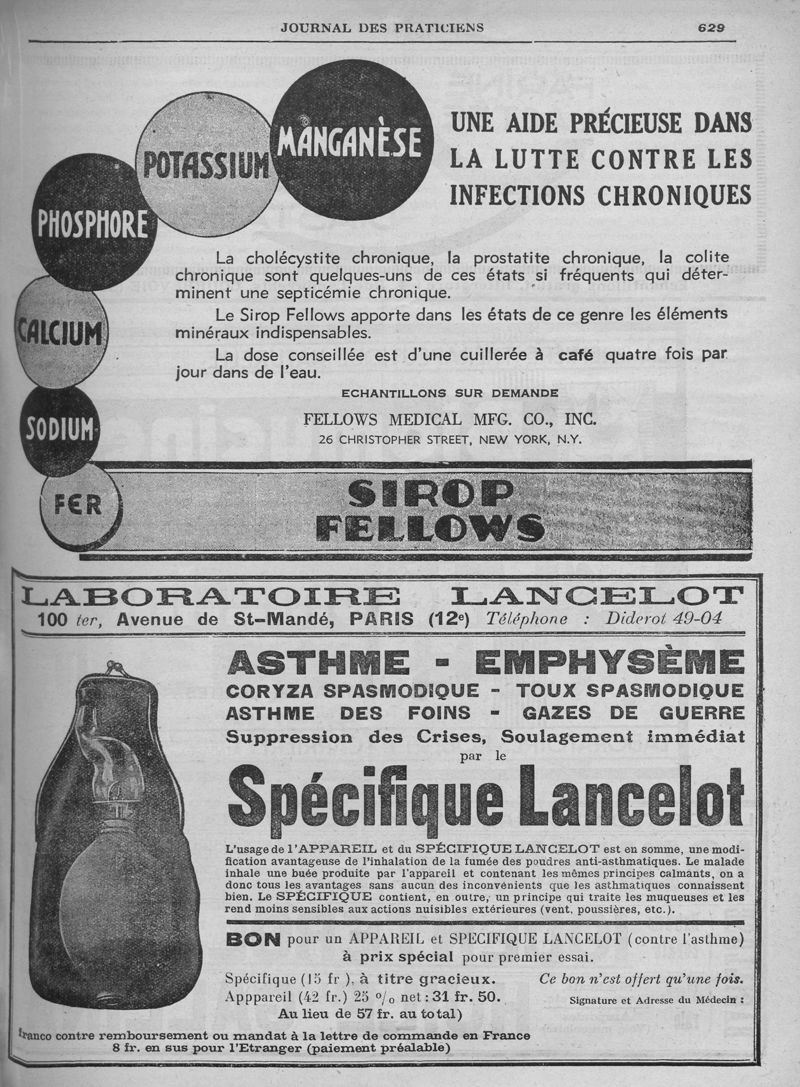 JOURNAL DES PRATICIENS
629
MANGANÈSE
POTASSIUM
PHOSPHORE
CALCIUM
SODIUM
FER
UNE AIDE PRÉCIEUSE DANS
LA LUTTE CONTRE LES
INFECTIONS CHRONIQUES
La cholécystite chronique, la prostatite chronique, la colite
chronique sont quelques-uns de ces états si fréquents qui déter-
minent une septicémie chronique.
Le Sirop Fellows apporte dans les états de ce genre les éléments
minéraux indispensables.
La dose conseillée est d'une cuillerée à café quatre fois par
jour dans de l'eau.
ECHANTILLONS SUR DEMANDE
FELLOWS MEDICAL MFG. CO., INC.
26 CHRISTOPHER STREET, NEW YORK, N.Y.
SIROP
FELLOWS
LABORATOIRE LANCELOT
100 ter, Avenue de St-Mandé, PARIS (12e) Téléphone : Diderot 49-04
ASTHME - EMPHYSÈME
CORYZA SPASMODIQUE - TOUX SPASMODIQUE
ASTHME DES FOINS - GAZES DE GUERRE
Suppression des Crises, Soulagement immédiat
par le
Spécifique Lancelot
L'usage de l'APPAREIL et du SPÉCIFIQUE LANCELOT est en somme, une modi-
fication avantageuse de l'inhalation de la fumée des poudres anti-asthmatiques. Le malade
inhale une buée produite par l'appareil et contenant les mêmes principes calmants, on a
donc tous les avantages sans aucun des inconvénients que les asthmatiques connaissent
bien. Le SPÉCIFIQUE contient, en outre, un principe qui traite les muqueuses et les
rend moins sensibles aux actions nuisibles extérieures (vent, poussières, etc.).
BON pour un APPAREIL et SPECIFIQUE LANCELOT (contre l'asthme)
à prix spécial pour premier essai.
Spécifique (15 fr ), à titre gracieux.
Apppareil (42 fr.) 25 % net : 31 fr. 50.
Au lieu de 57 fr. au total)
Ce bon n'est offert qu'une fois.
Signature et Adresse du Médecin :
franco contre remboursement ou mandat à la lettre de commande en France
8 fr. en sus pour l'Etranger (paiement préalable)